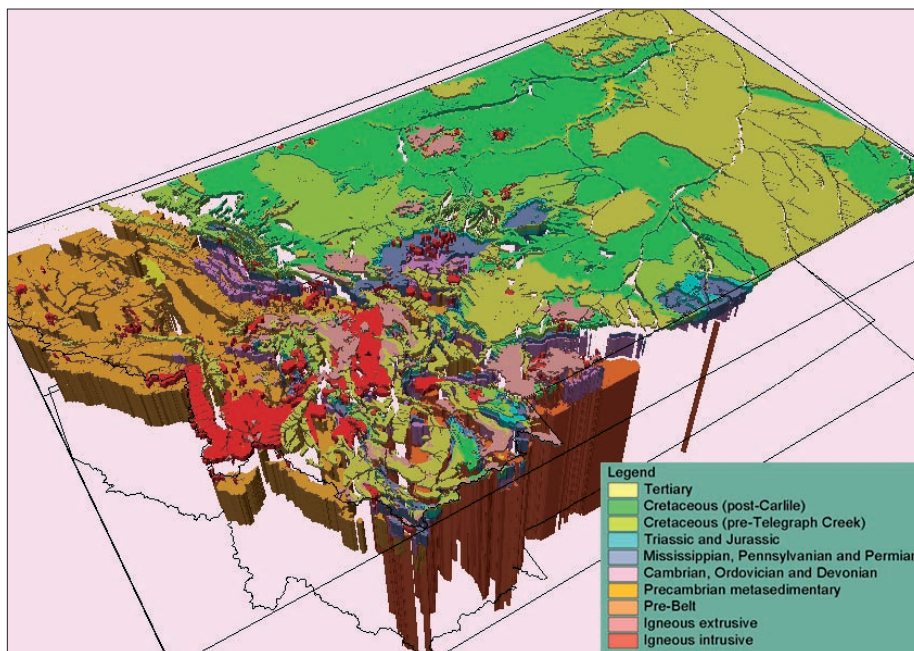 Legend
Tertiary
Cretaceous (post-Carlile)
Cretaceous (pre-Telegraph Creek)
Triassic and Jurassic
Mississippian, Pennsylvanian and Permian
Cambrian, Ordovician and Devonian
Precambrian metasedimentary
Pre-Belt
Igneous extrusive
Igneous intrusive